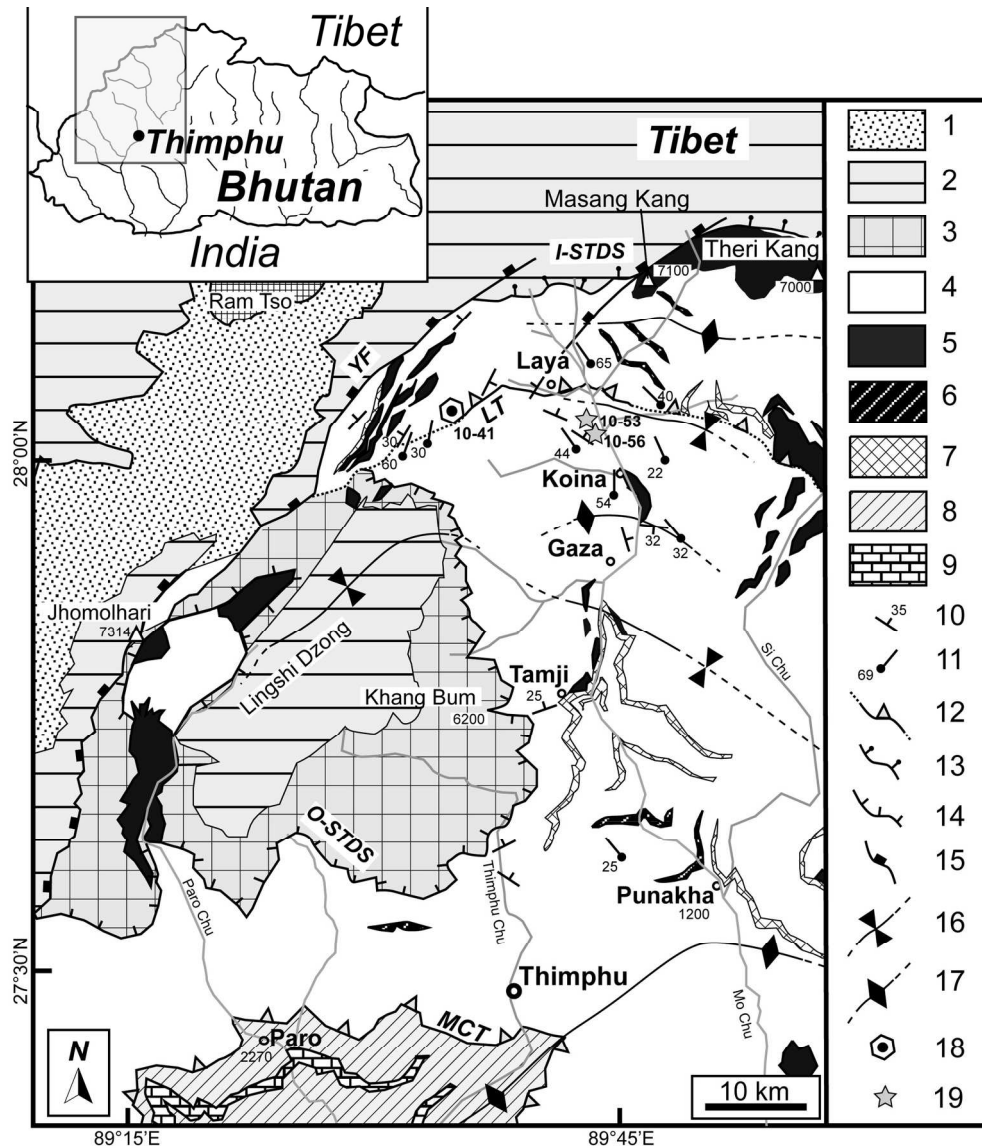 Tibet
Thimphu
Bhutan
India
Tibet
Masang Kang
I-STDS
Theri Kang
7100
7000
Ram Tso
YF
Laya
65
LT
40
10-41
10-53
10-56
30
30
60
44
22
Koina
54
32
32
Gaza
Jhomolhari
7314
Lingshi Dzong
Khang Bum
6200
Tamji
25
Si Chu
O-STDS
Thimphu Chu
25
Punakha
1200
Paro Chu
Thimphu
Mo Chu
MCT
Paro
2270
N
10 km
28°00'N
27°30'N
89°15'E
89°45'E
1
2
3
4
5
6
7
8
9
35
10
69
11
12
13
14
15
16
17
18
19